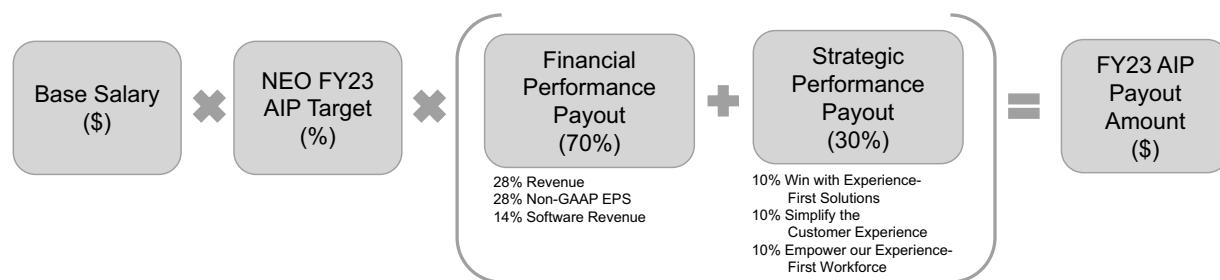 Base Salary
($)
NEO FY23
AIP Target
(%)
Financial
Performance
Payout
(70%)
28% Revenue
28% Non-GAAP EPS
14% Software Revenue
Strategic
Performance
Payout
(30%)
10% Win with Experience-
First Solutions
10% Simplify the
Customer Experience
10% Empower our Experience-
First Workforce
FY23 AIP
Payout
Amount
($)